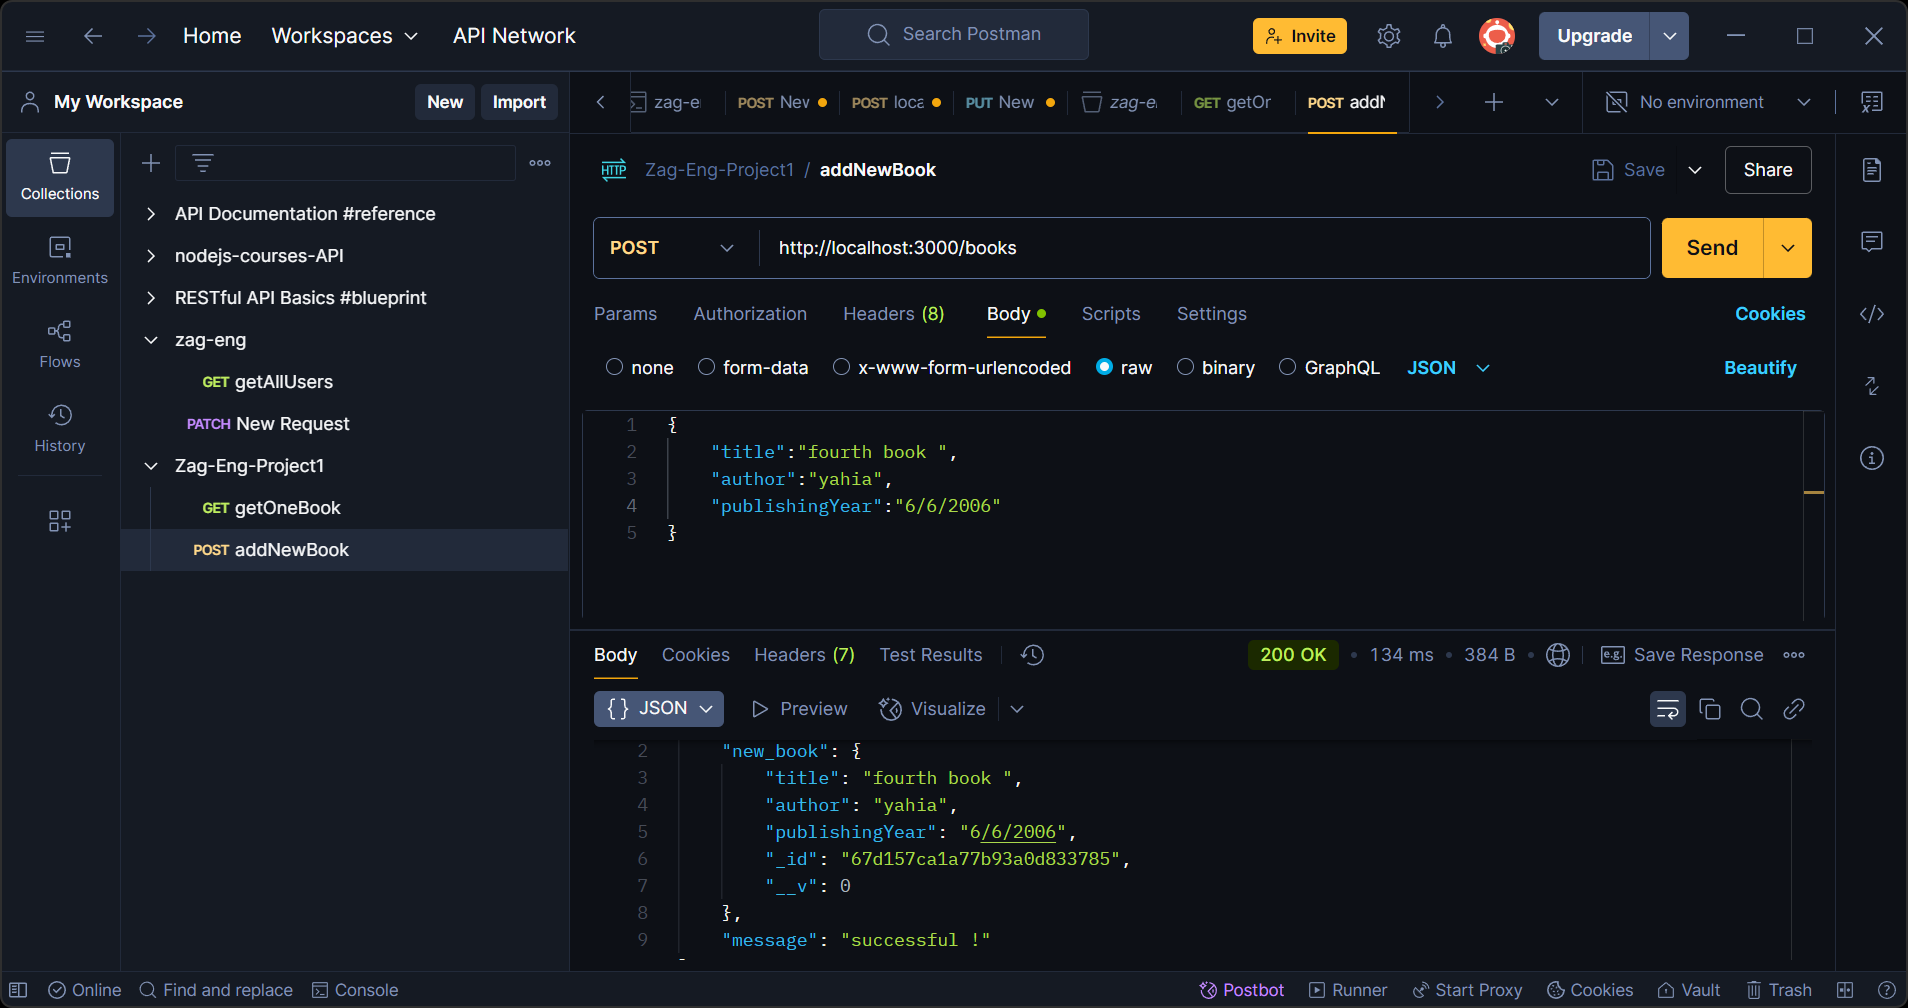 Home Workspaces API Network Search Postman Invite Upgrade
My Workspace New Import
zag-e POST Nev POST loca PUT New zag-e GET getOr POST addN No environment
Collections
Environments
Flows
History
API Documentation #reference
nodejs-courses-API
RESTful API Basics #blueprint
zag-eng
GET getAllUsers
PATCH New Request
Zag-Eng-Project1
GET getOneBook
POST addNewBook
HTTP Zag-Eng-Project1 / addNewBook Save Share
POST http://localhost:3000/books Send
Params Authorization Headers (8) Body Scripts Settings Cookies
none form-data x-www-form-urlencoded raw binary GraphQL JSON Beautify
1 {
2 "title":"fourth book ",
3 "author":"yahia",
4 "publishingYear":"6/6/2006"
5 }
Body Cookies Headers (7) Test Results 200 OK • 134 ms • 384 B • e.g. Save Response
{} JSON Preview Visualize
2 "new_book": {
3 "title": "fourth book ",
4 "author": "yahia",
5 "publishingYear": "6/6/2006",
6 "_id": "67d157ca1a77b93a0d833785",
7 "__v": 0
8 },
9 "message": "successful !"
Online Find and replace Console Postbot Runner Start Proxy Cookies Vault Trash